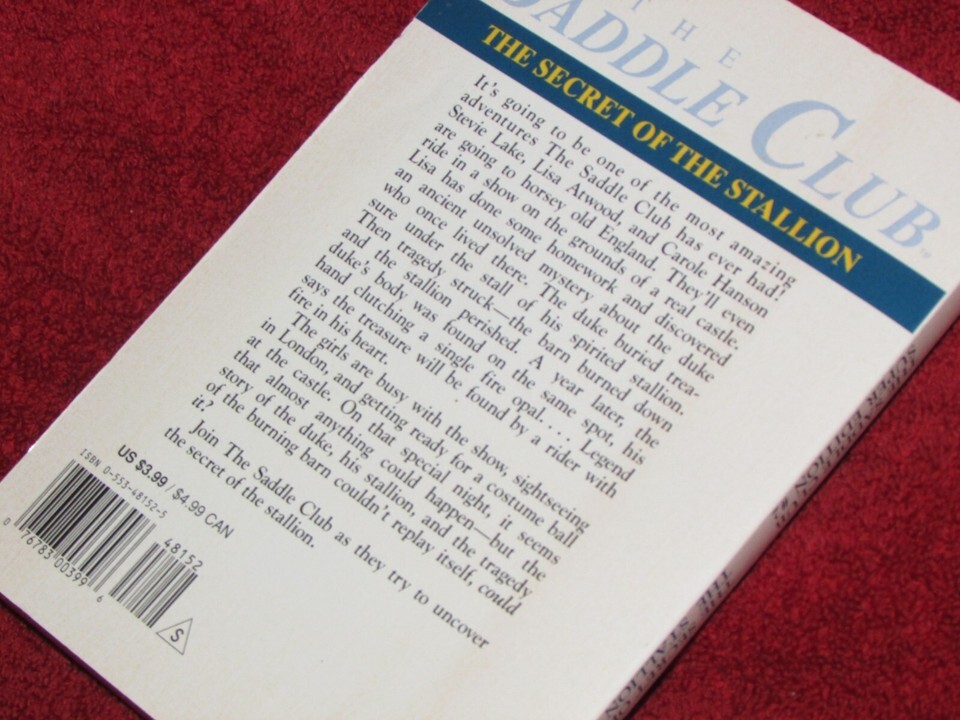 THE
SADDLE CLUB™
THE SECRET OF THE STALLION
It's going to be one of the most amazing
adventures The Saddle Club has ever had!
Stevie Lake, Lisa Atwood, and Carole Hanson
are going to horsey old England. They'll even
ride in a show on the grounds of a real castle.
Lisa has done some homework and discovered
an ancient unsolved mystery about the duke
who once lived there. The duke buried trea-
sure under the stall of his spirited stallion.
Then tragedy struck—the barn burned down
and the stallion perished. A year later, the
duke's body was found on the same spot, his
hand clutching a single fire opal. . . . Legend
says the treasure will be found by a rider with
fire in his heart.
The girls are busy with the show, sightseeing
in London, and getting ready for a costume ball
at the castle. On that special night, it seems
that almost anything could happen—but the
story of the duke, his stallion, and the tragedy
of the burning barn couldn't replay itself, could
it?
Join The Saddle Club as they try to uncover
the secret of the stallion.
US $3.99 / $4.99 CAN
ISBN 0-553-48152-5
48152
0 76783 00399 6
S